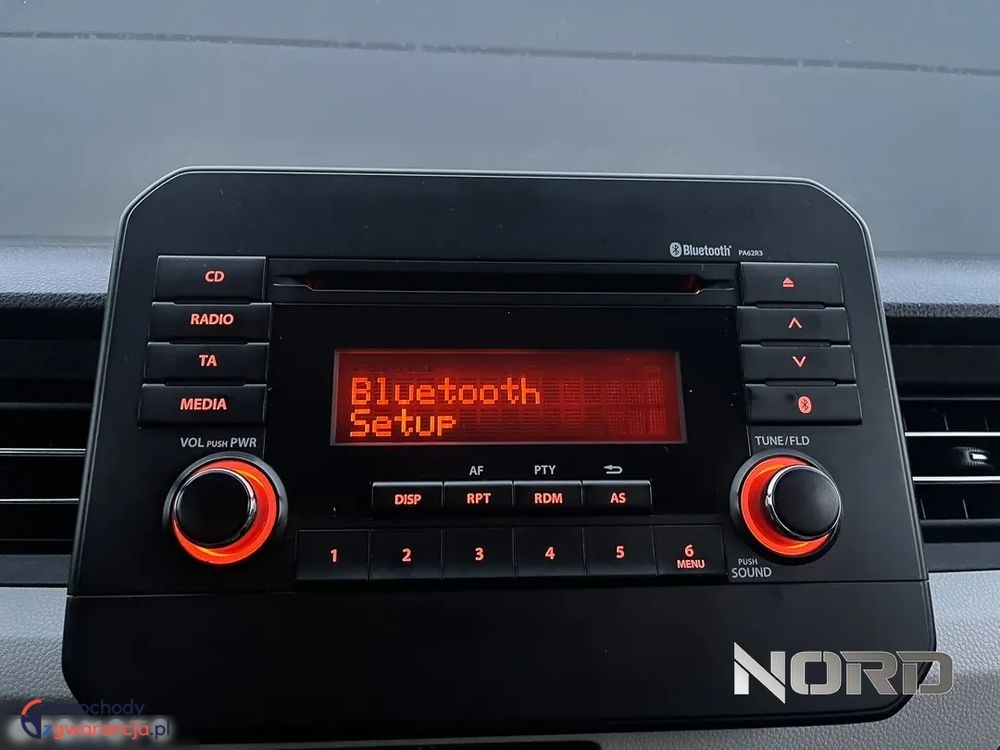 Bluetooth PA62R3
CD
RADIO
TA
MEDIA
Bluetooth
Setup
VOL PUSH PWR
TUNE/FLD
AF PTY
DISP RPT RDM AS
1 2 3 4 5 6
MENU
PUSH
SOUND
NORD
samochody
zgwarancja.pl